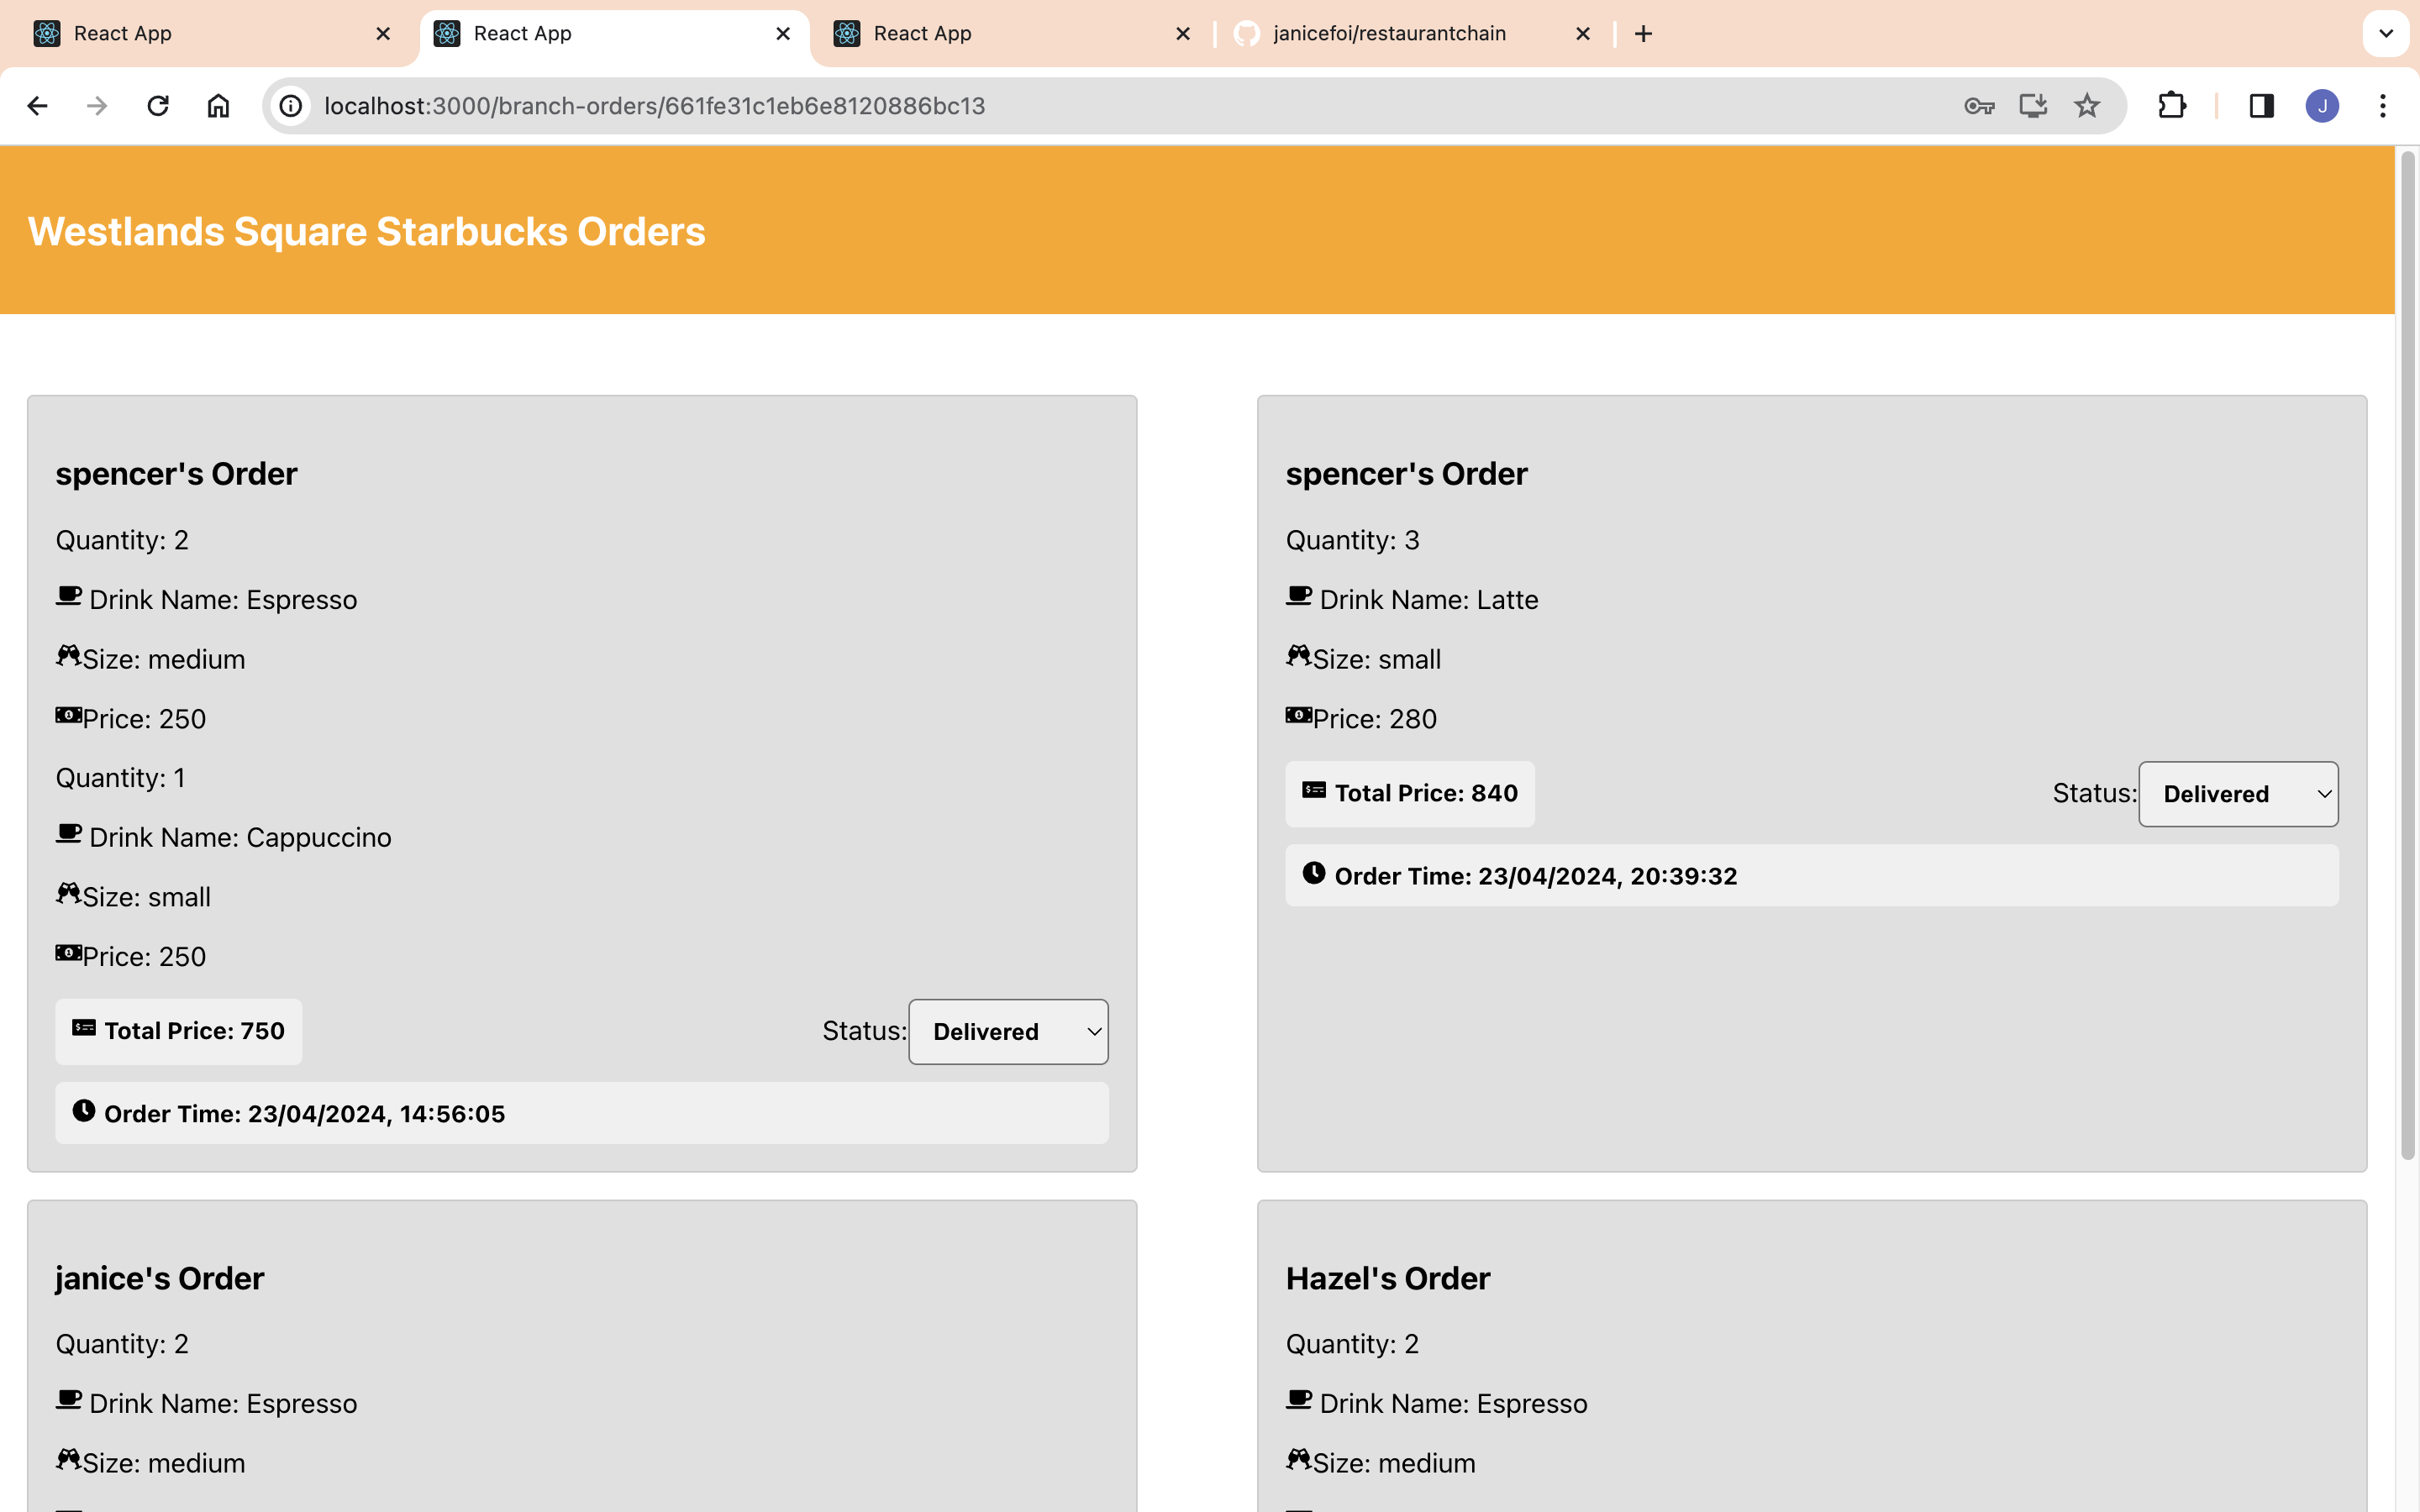 React App
React App
React App
janicefoi/restaurantchain
localhost:3000/branch-orders/661fe31c1eb6e8120886bc13
J
Westlands Square Starbucks Orders
spencer's Order
Quantity: 2
Drink Name: Espresso
Size: medium
Price: 250
Quantity: 1
Drink Name: Cappuccino
Size: small
Price: 250
Total Price: 750
Status: Delivered
Order Time: 23/04/2024, 14:56:05
spencer's Order
Quantity: 3
Drink Name: Latte
Size: small
Price: 280
Total Price: 840
Status: Delivered
Order Time: 23/04/2024, 20:39:32
janice's Order
Quantity: 2
Drink Name: Espresso
Size: medium
Hazel's Order
Quantity: 2
Drink Name: Espresso
Size: medium